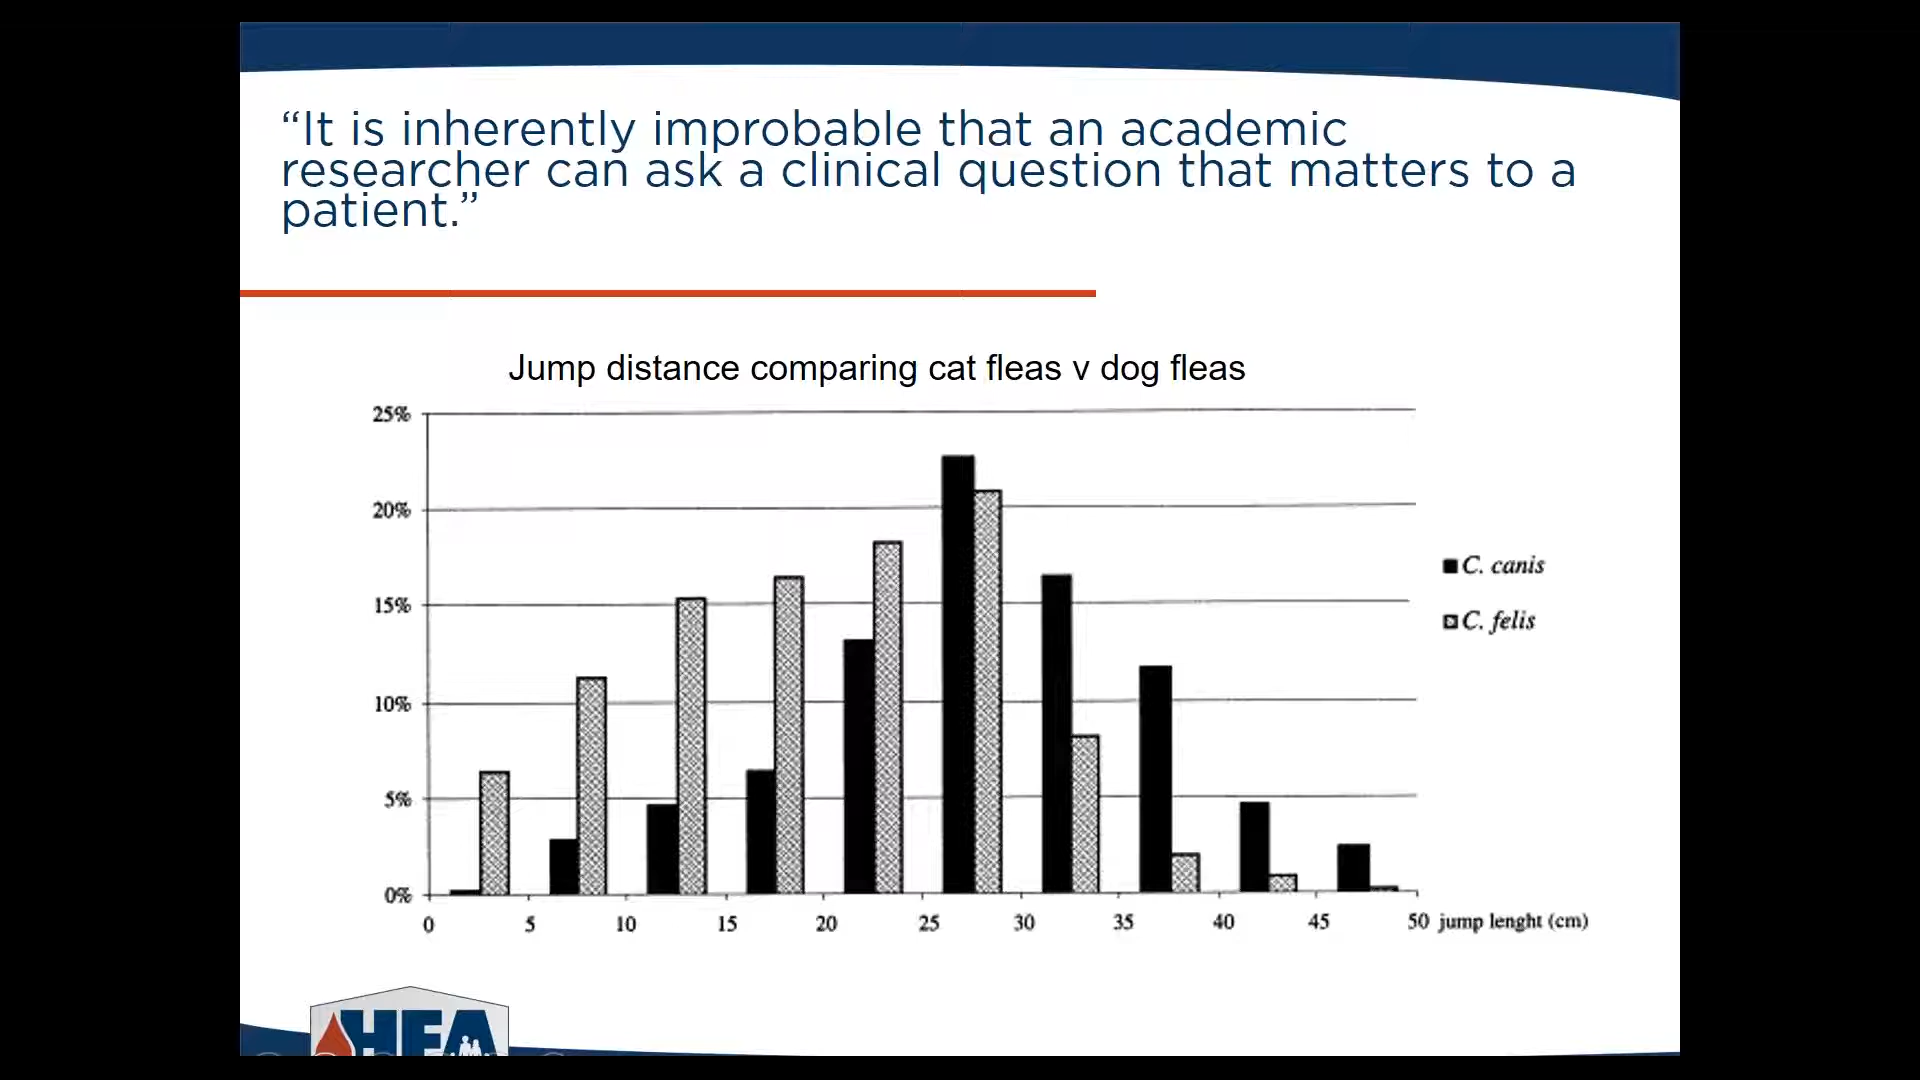 “It is inherently improbable that an academic
researcher can ask a clinical question that matters to a
patient.”
Jump distance comparing cat fleas v dog fleas
25%
20%
15%
10%
5%
0%
0 5 10 15 20 25 30 35 40 45 50 jump lenght (cm)
C. canis
C. felis
HFA